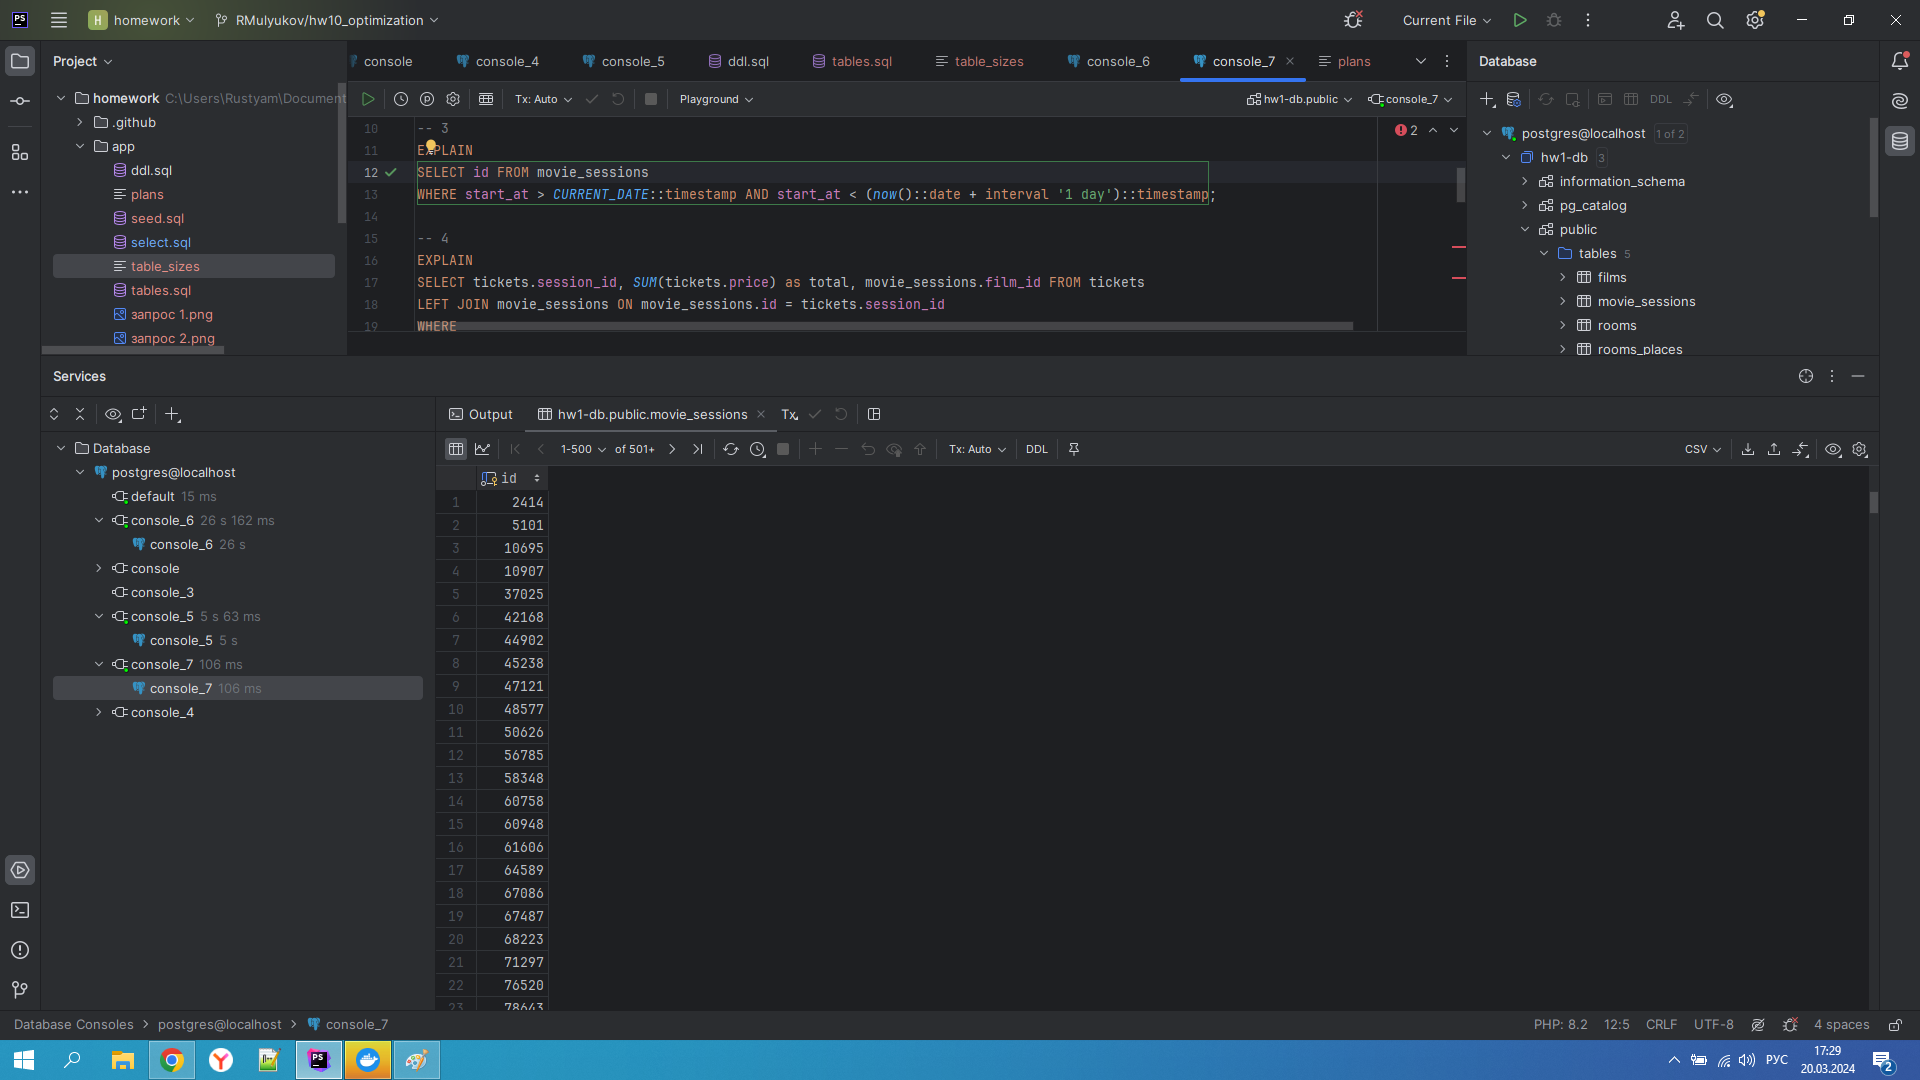 PS
H homework
RMulyukov/hw10_optimization
Current File
Project
console
console_4
console_5
ddl.sql
tables.sql
table_sizes
console_6
console_7
plans
Database
homework C:\Users\Rustyam\Document
.github
app
ddl.sql
plans
seed.sql
select.sql
table_sizes
tables.sql
запрос 1.png
запрос 2.png
Tx: Auto
Playground
hw1-db.public
console_7
2
10 -- 3
11 EXPLAIN
12 SELECT id FROM movie_sessions
13 WHERE start_at > CURRENT_DATE::timestamp AND start_at < (now()::date + interval '1 day')::timestamp;
14
15 -- 4
16 EXPLAIN
17 SELECT tickets.session_id, SUM(tickets.price) as total, movie_sessions.film_id FROM tickets
18 LEFT JOIN movie_sessions ON movie_sessions.id = tickets.session_id
19 WHERE
DDL
postgres@localhost 1 of 2
hw1-db 3
information_schema
pg_catalog
public
tables 5
films
movie_sessions
rooms
rooms_places
Services
Database
postgres@localhost
default 15 ms
console_6 26 s 162 ms
console_6 26 s
console
console_3
console_5 5 s 63 ms
console_5 5 s
console_7 106 ms
console_7 106 ms
console_4
Output
hw1-db.public.movie_sessions
Tx
1-500 of 501+
Tx: Auto
DDL
CSV
id
1 2414
2 5101
3 10695
4 10907
5 37025
6 42168
7 44902
8 45238
9 47121
10 48577
11 50626
12 56785
13 58348
14 60758
15 60948
16 61606
17 64589
18 67086
19 67487
20 68223
21 71297
22 76520
23 78643
Database Consoles > postgres@localhost > console_7
PHP: 8.2 12:5 CRLF UTF-8 4 spaces
PS
РУС
17:29
20.03.2024
2